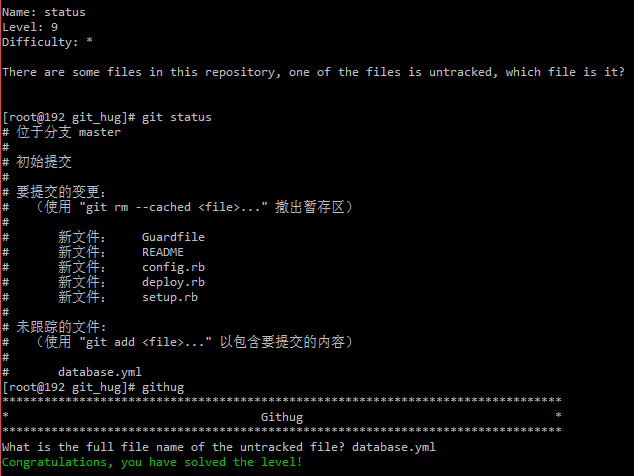 Name: status
Level: 9
Difficulty: *
There are some files in this repository, one of the files is untracked, which file is it?
[root@192 git_hug]# git status
# 位于分支 master
#
# 初始提交
#
# 要提交的变更：
#   （使用 "git rm --cached <file>..." 撤出暂存区）
#
#       新文件：    Guardfile
#       新文件：    README
#       新文件：    config.rb
#       新文件：    deploy.rb
#       新文件：    setup.rb
#
# 未跟踪的文件:
#   （使用 "git add <file>..." 以包含要提交的内容）
#
#       database.yml
[root@192 git_hug]# githug
********************************************************************************
*                                    Githug                                    *
********************************************************************************
What is the full file name of the untracked file? database.yml
Congratulations, you have solved the level!